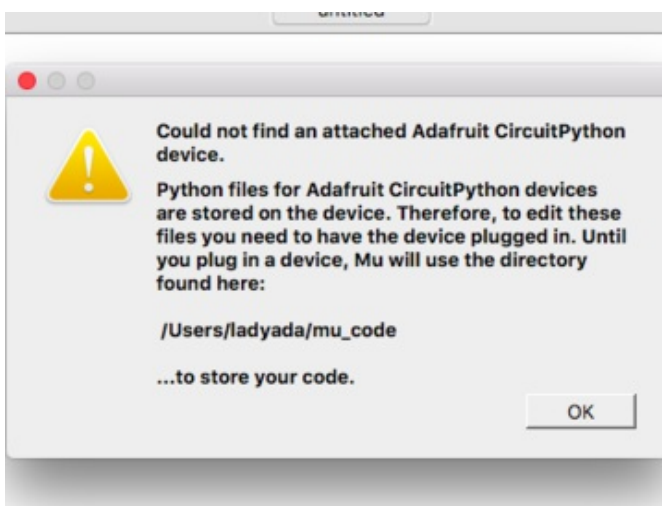 untitled
Could not find an attached Adafruit CircuitPython
device.
Python files for Adafruit CircuitPython devices
are stored on the device. Therefore, to edit these
files you need to have the device plugged in. Until
you plug in a device, Mu will use the directory
found here:
/Users/ladyada/mu_code
...to store your code.
OK